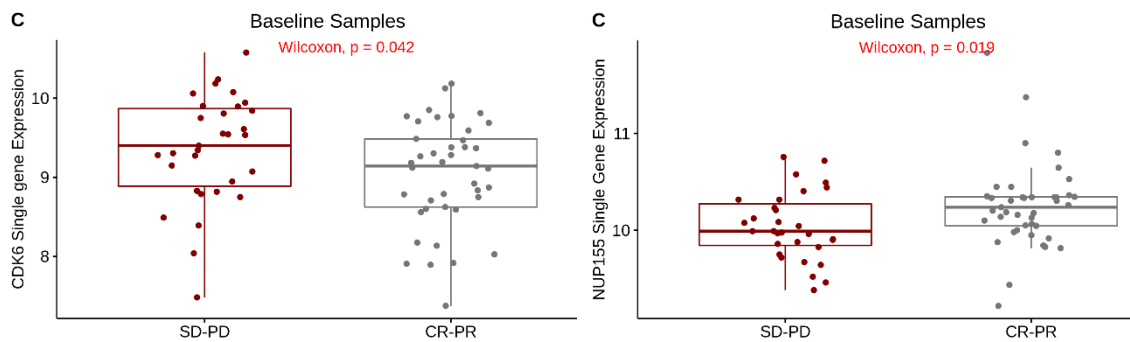 C
Baseline Samples
Wilcoxon, p = 0.042
CDK6 Single gene Expression
10
9
8
SD-PD
CR-PR
C
Baseline Samples
Wilcoxon, p = 0.019
NUP155 Single Gene Expression
11
10
SD-PD
CR-PR